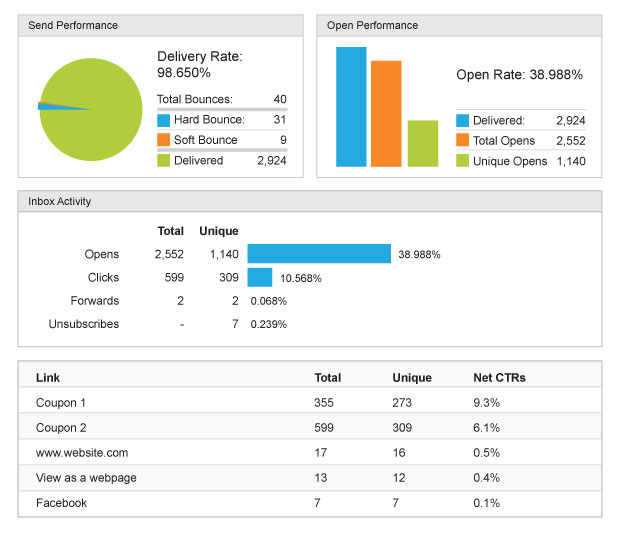 Send Performance
Delivery Rate:
98.650%
Total Bounces: 40
Hard Bounce: 31
Soft Bounce 9
Delivered 2,924
Open Performance
Open Rate: 38.988%
Delivered: 2,924
Total Opens 2,552
Unique Opens 1,140
Inbox Activity
Total Unique
Opens 2,552 1,140 38.988%
Clicks 599 309 10.568%
Forwards 2 2 0.068%
Unsubscribes - 7 0.239%
Link Total Unique Net CTRs
Coupon 1 355 273 9.3%
Coupon 2 599 309 6.1%
www.website.com 17 16 0.5%
View as a webpage 13 12 0.4%
Facebook 7 7 0.1%